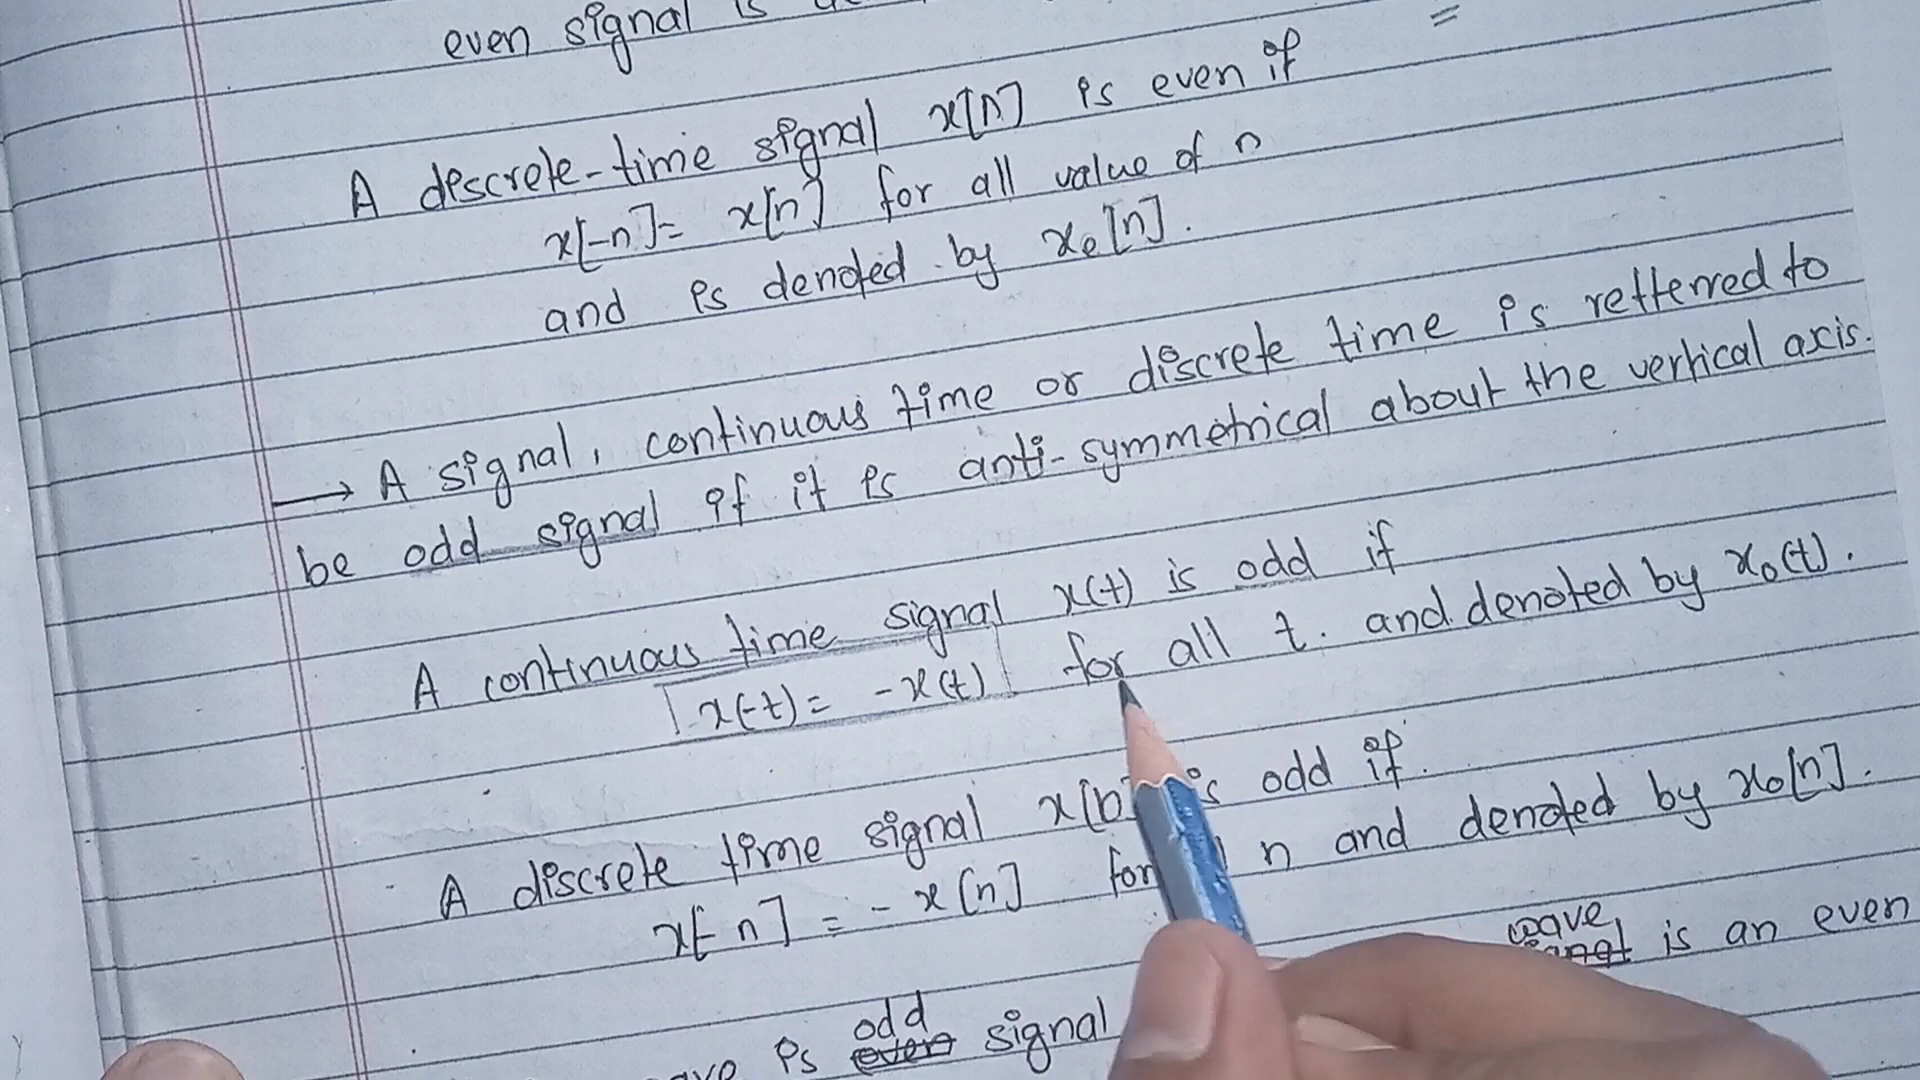 even signal is
A discrete-time signal x[n] is even if
x[-n]= x[n] for all value of n
and is denoted by xe[n].
→ A signal, continuous time or discrete time is retterred to
be odd signal if it is anti-symmetrical about the vertical axis.
A continuous time signal x(t) is odd if
x(-t)= -x(t) for all t. and denoted by xo(t).
A discrete time signal x[n] is odd if.
x[-n] = - x[n] for n and denoted by xo[n].
wave
is an even
odd
is even signal